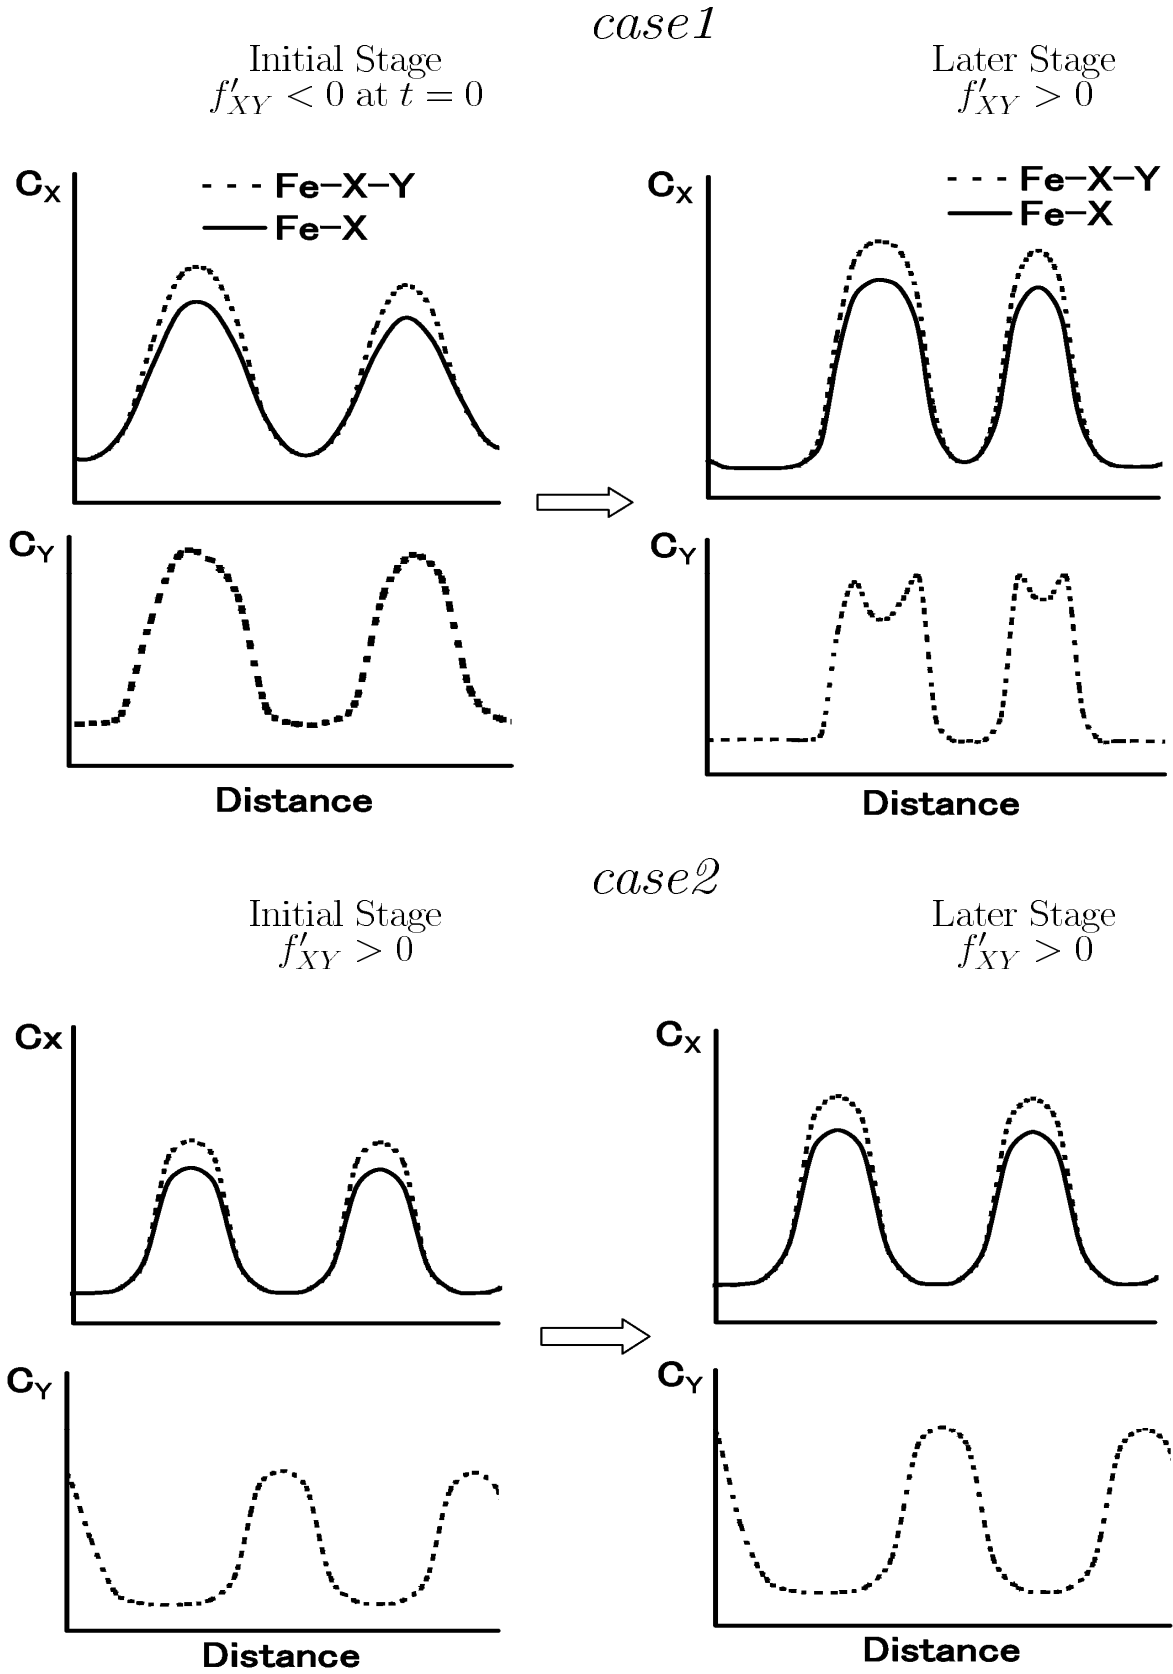 case1
Initial Stage
f′XY < 0 at t = 0
Later Stage
f′XY > 0
CX
Fe-X-Y
Fe-X
CX
Fe-X-Y
Fe-X
CY
Distance
CY
Distance
case2
Initial Stage
f′XY > 0
Later Stage
f′XY > 0
Cx
CX
CY
Distance
CY
Distance